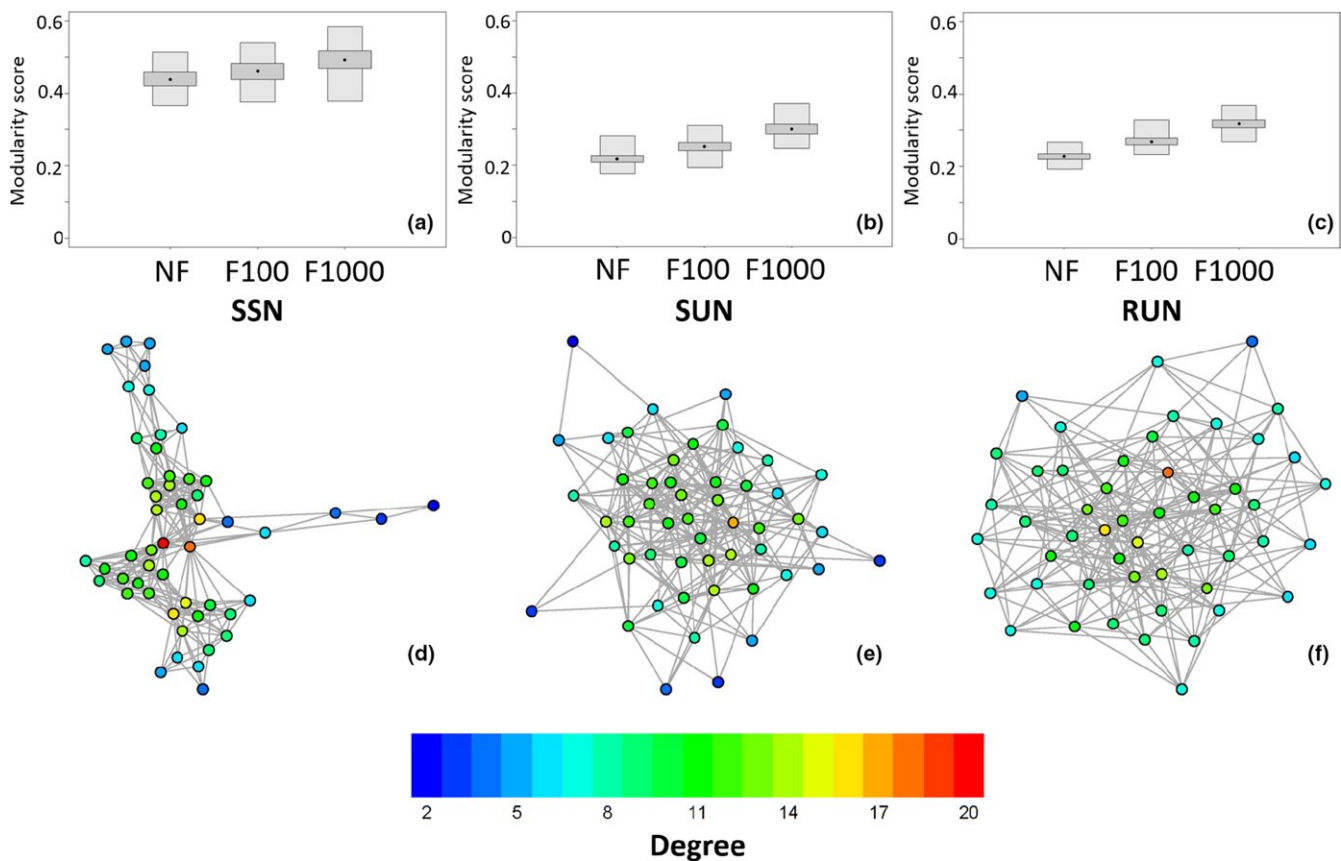 0.6
0.4
0.2
0
Modularity score
(a)
NF F100 F1000
SSN
0.6
0.4
0.2
0
Modularity score
(b)
NF F100 F1000
SUN
0.6
0.4
0.2
0
Modularity score
(c)
NF F100 F1000
RUN
(d)
(e)
(f)
2 5 8 11 14 17 20
Degree